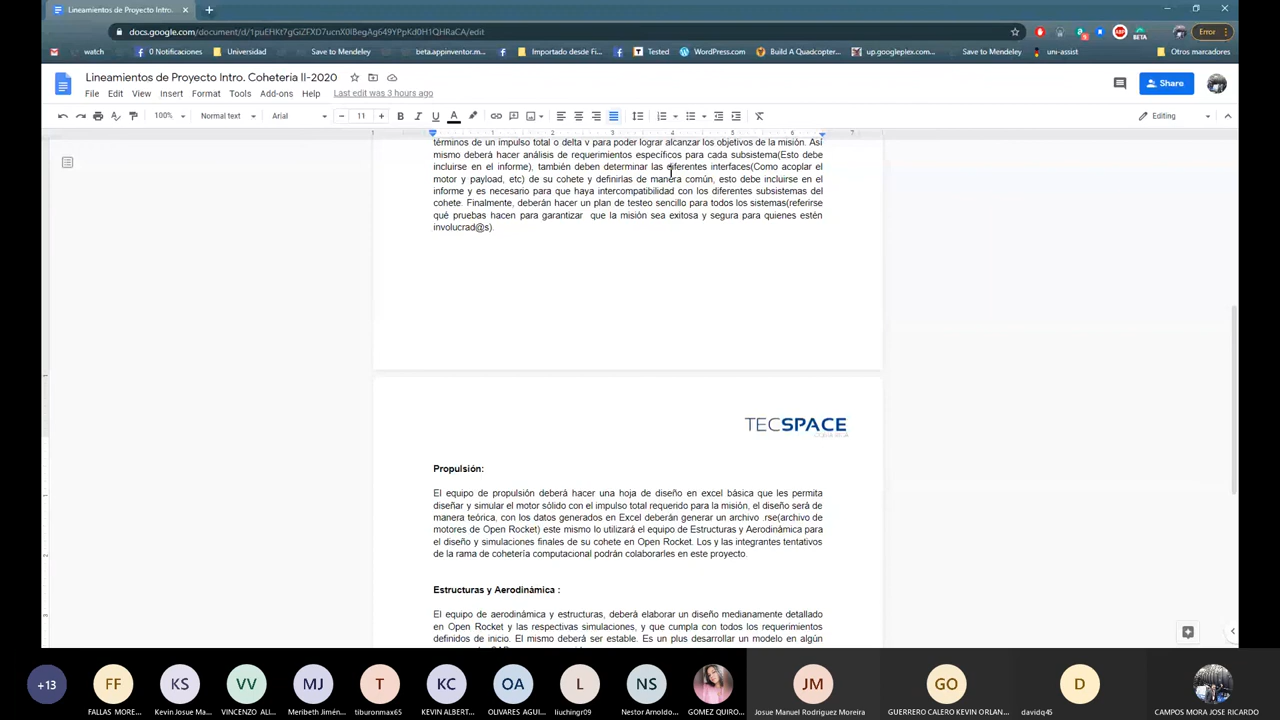 Lineamientos de Proyecto Intro.
docs.google.com/document/d/1puEHKt7gGiZFXD7ucnX0IBegAg649YPpKd0H1QHRaCA/edit
Error
watch
0 Notificaciones
Universidad
Save to Mendeley
beta.appinventor.m...
Importado desde Fi...
Tested
WordPress.com
Build A Quadcopter...
up.googleplex.com...
Save to Mendeley
uni-assist
Otros marcadores
Lineamientos de Proyecto Intro. Cohetería II-2020
Share
File Edit View Insert Format Tools Add-ons Help Last edit was 3 hours ago
100% Normal text Arial 11 Editing
términos de un impulso total o delta v para poder lograr alcanzar los objetivos de la misión. Así
mismo deberá hacer análisis de requerimientos específicos para cada subsistema(Esto debe
incluirse en el informe), también deben determinar las diferentes interfaces(Como acoplar el
motor y payload, etc) de su cohete y definirlas de manera común, esto debe incluirse en el
informe y es necesario para que haya intercompatibilidad con los diferentes subsistemas del
cohete. Finalmente, deberán hacer un plan de testeo sencillo para todos los sistemas(referirse
qué pruebas hacen para garantizar que la misión sea exitosa y segura para quienes estén
involucrad@s).
TECSPACE
Propulsión:
El equipo de propulsión deberá hacer una hoja de diseño en excel básica que les permita
diseñar y simular el motor sólido con el impulso total requerido para la misión, el diseño será de
manera teórica, con los datos generados en Excel deberán generar un archivo .rse(archivo de
motores de Open Rocket) este mismo lo utilizará el equipo de Estructuras y Aerodinámica para
el diseño y simulaciones finales de su cohete en Open Rocket. Los y las integrantes tentativos
de la rama de cohetería computacional podrán colaborarles en este proyecto.
Estructuras y Aerodinámica :
El equipo de aerodinámica y estructuras, deberá elaborar un diseño medianamente detallado
en Open Rocket y las respectivas simulaciones, y que cumpla con todos los requerimientos
definidos de inicio. El mismo deberá ser estable. Es un plus desarrollar un modelo en algún
+13 FF KS VV MJ T KC OA L NS JM GO D
FALLAS MORE... Kevin Josue Ma... VINCENZO ALL... Meribeth Jimén... tiburonmax65 KEVIN ALBERT... OLIVARES AGUI... liuchingr09 Nestor Arnoldo... GOMEZ QUIRO... Josue Manuel Rodriguez Moreira GUERRERO CALERO KEVIN ORLAN... davidq45 CAMPOS MORA JOSE RICARDO